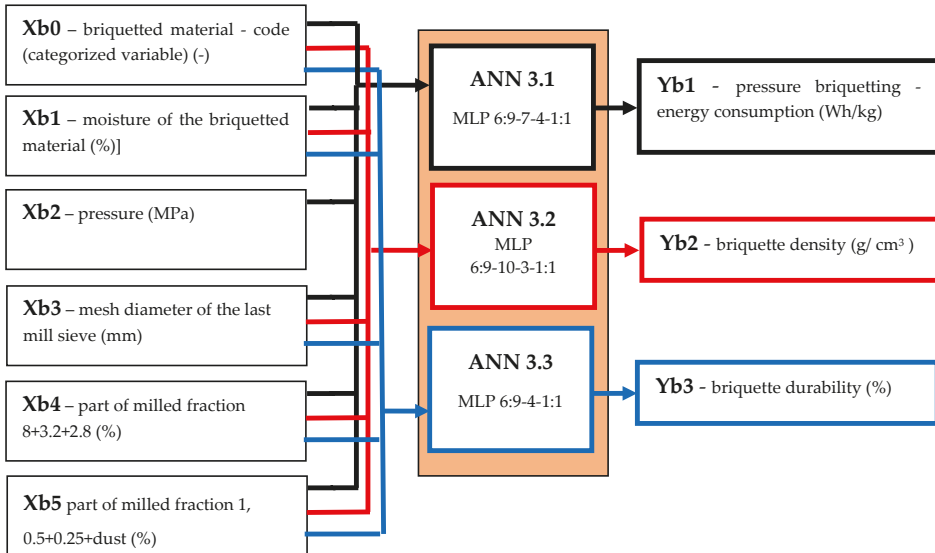 Xb0 – briquetted material - code
(categorized variable) (-)
Xb1 – moisture of the briquetted
material (%)]
Xb2 – pressure (MPa)
Xb3 – mesh diameter of the last
mill sieve (mm)
Xb4 – part of milled fraction
8+3.2+2.8 (%)
Xb5 part of milled fraction 1,
0.5+0.25+dust (%)
ANN 3.1
MLP 6:9-7-4-1:1
ANN 3.2
MLP
6:9-10-3-1:1
ANN 3.3
MLP 6:9-4-1:1
Yb1 - pressure briquetting -
energy consumption (Wh/kg)
Yb2 - briquette density (g/ cm³ )
Yb3 - briquette durability (%)